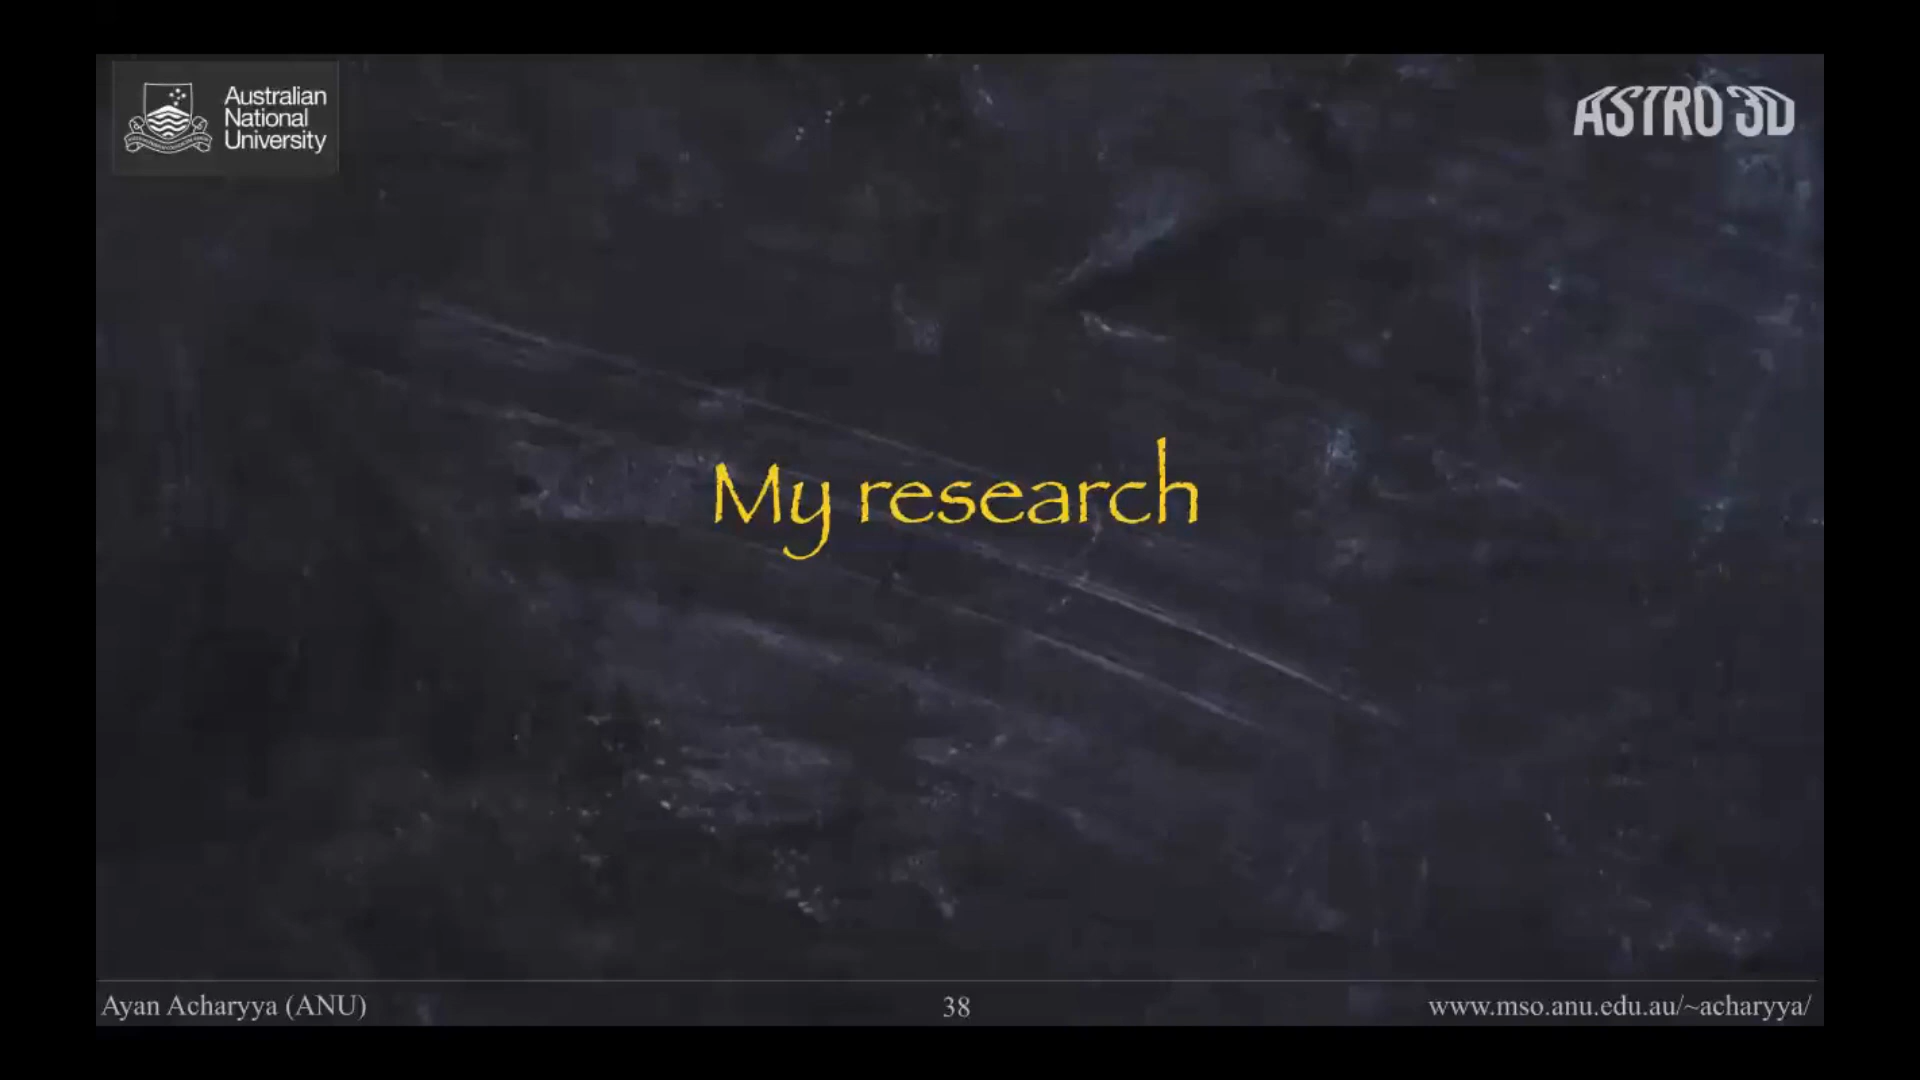 Australian
National
University
ASTRO 3D
My research
Ayan Acharyya (ANU)
38
www.mso.anu.edu.au/~acharyya/